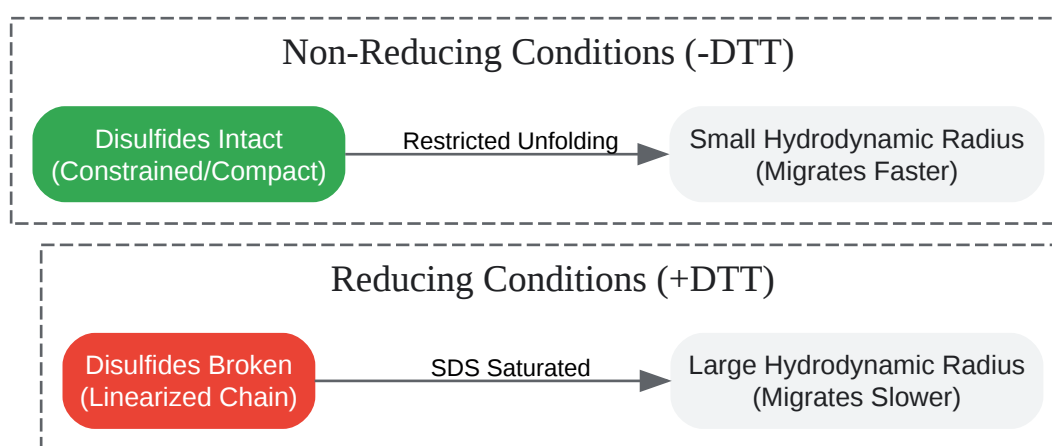 Non-Reducing Conditions (-DTT)
Disulfides Intact
(Constrained/Compact)
Restricted Unfolding
Small Hydrodynamic Radius
(Migrates Faster)
Reducing Conditions (+DTT)
Disulfides Broken
(Linearized Chain)
SDS Saturated
Large Hydrodynamic Radius
(Migrates Slower)